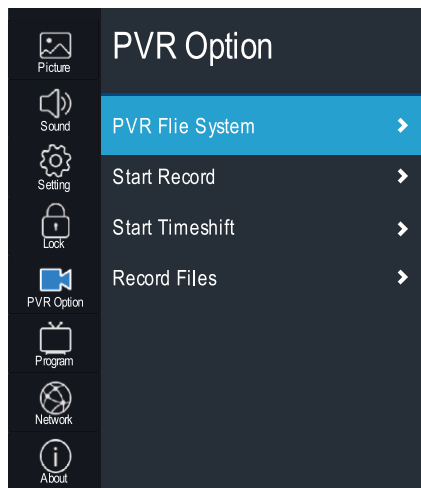 PVR Option
Picture
Sound
Setting
Lock
PVR Option
Program
Network
About
PVR Flie System
Start Record
Start Timeshift
Record Files